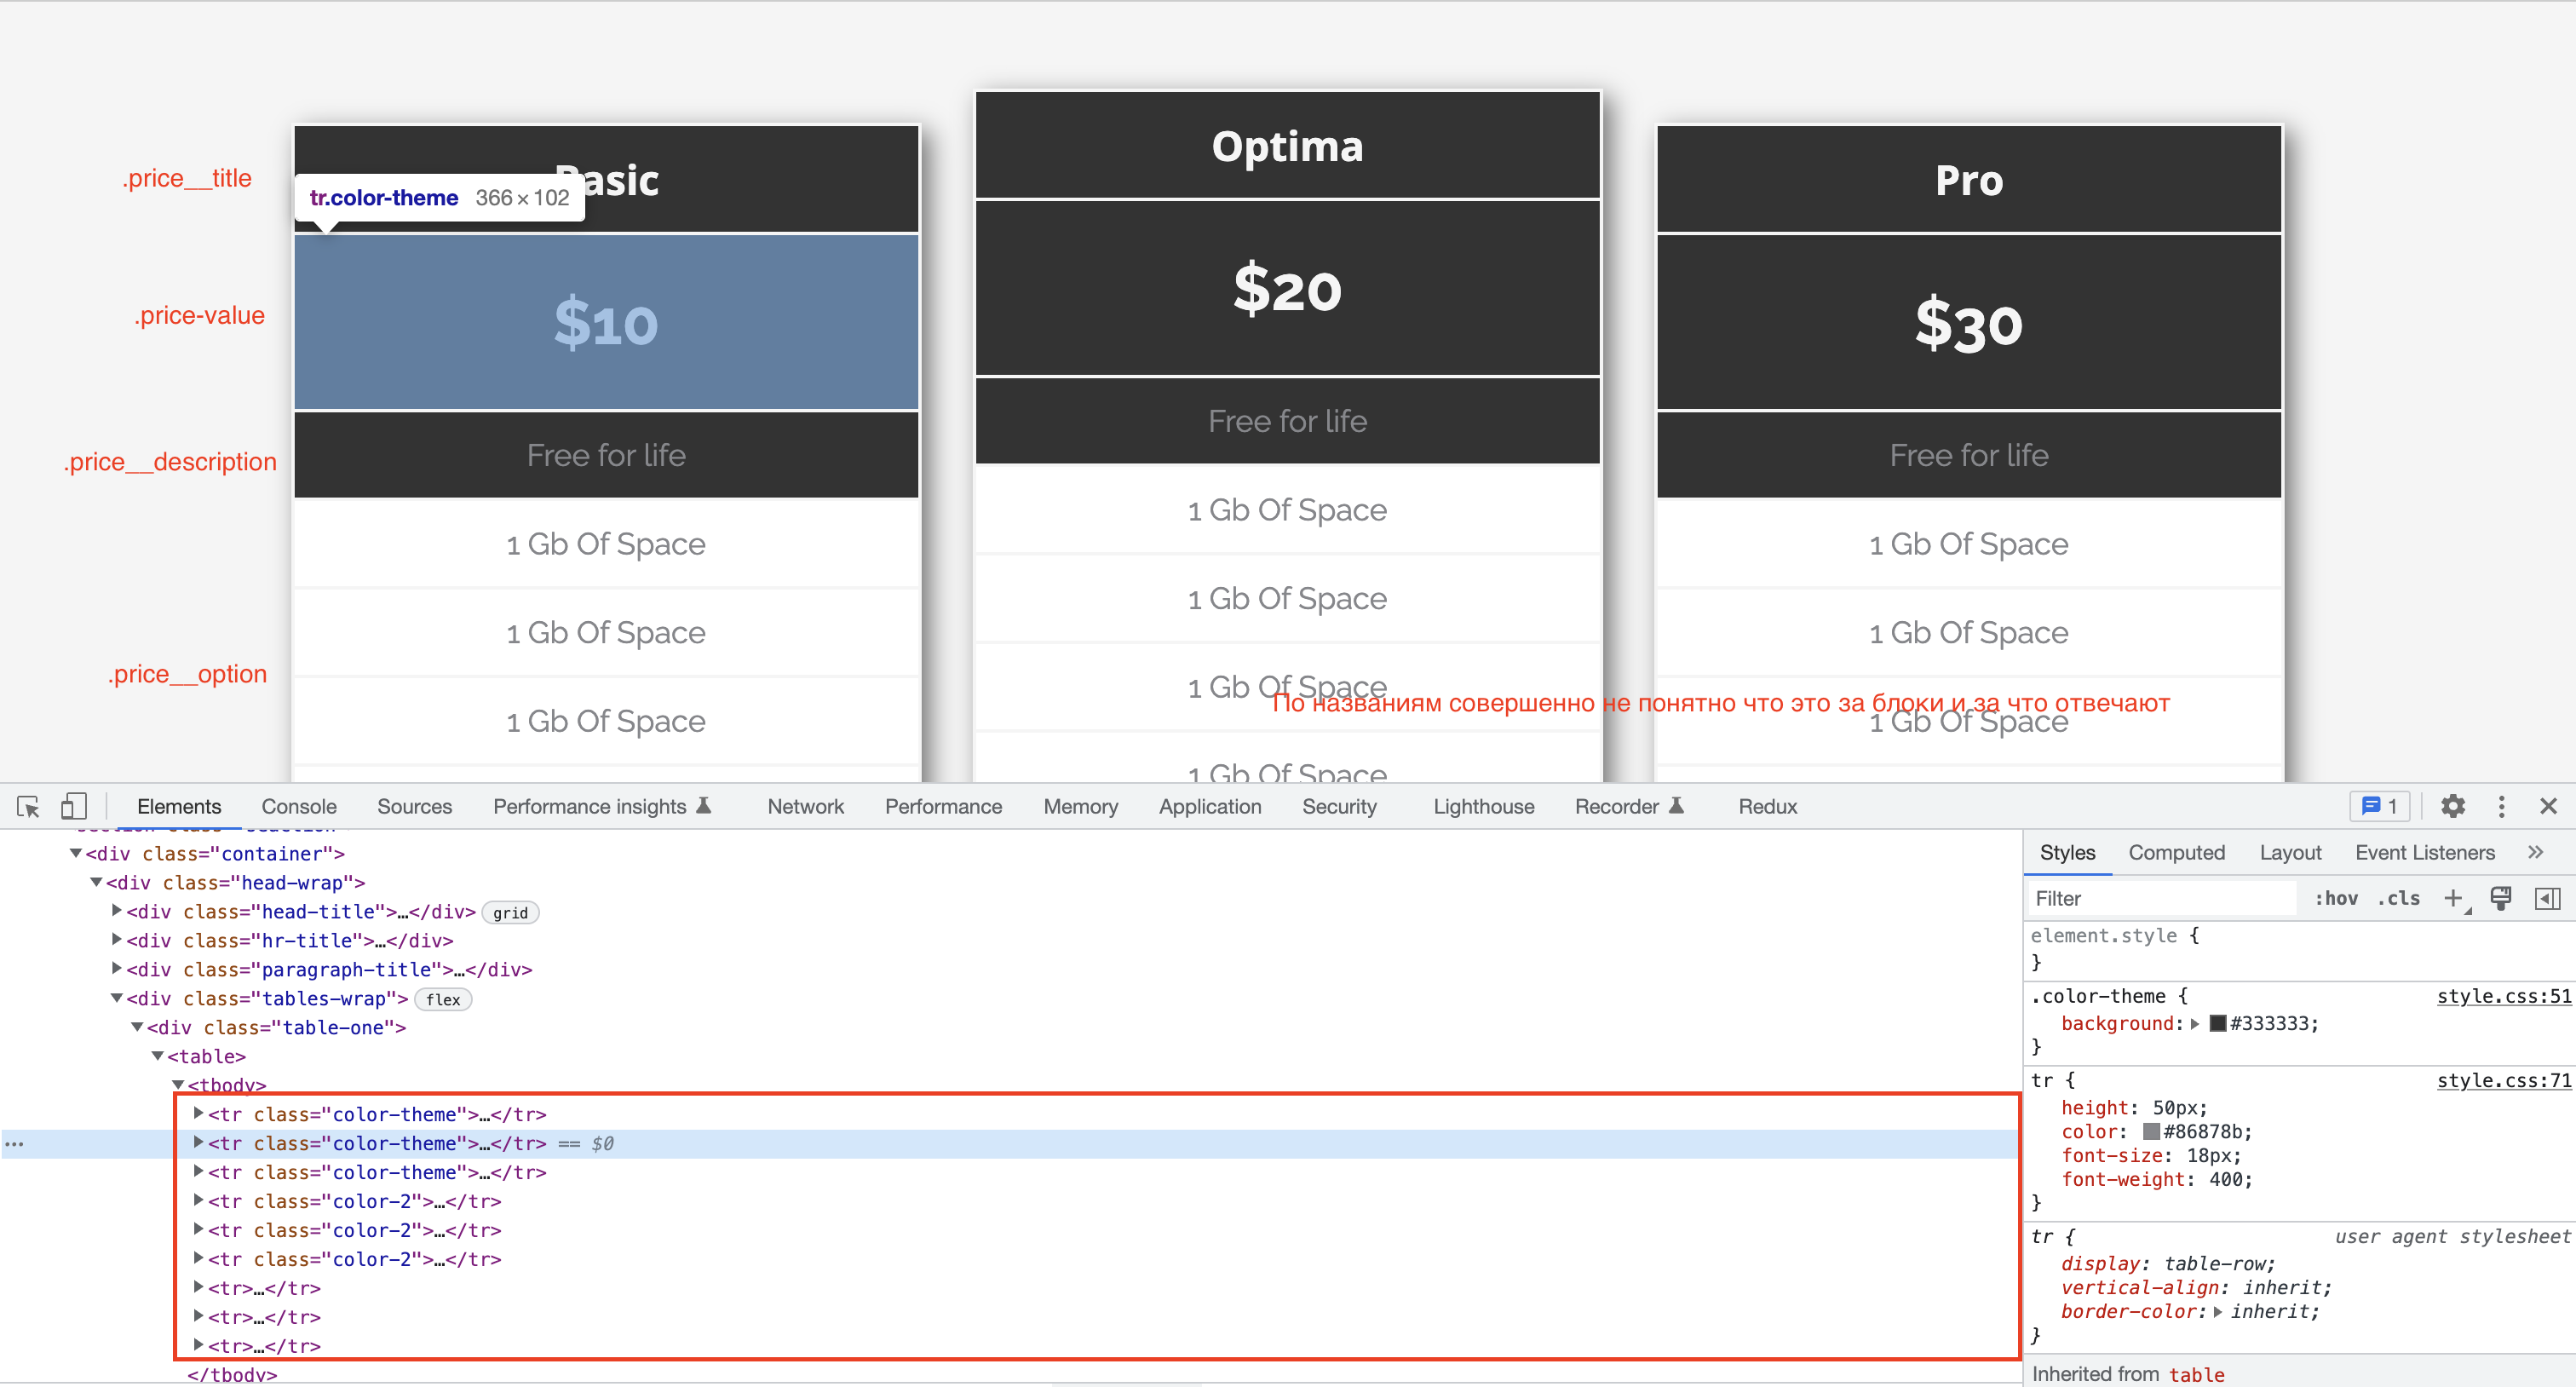 Basic
Optima
Pro
.price__title
tr.color-theme 366 × 102
$10
$20
$30
.price-value
Free for life
Free for life
Free for life
.price__description
1 Gb Of Space
1 Gb Of Space
1 Gb Of Space
1 Gb Of Space
1 Gb Of Space
1 Gb Of Space
.price__option
1 Gb Of Space
1 Gb Of Space
1 Gb Of Space
По названиям совершенно не понятно что это за блоки и за что отвечают
1 Gb Of Space
Elements Console Sources Performance insights Network Performance Memory Application Security Lighthouse Recorder Redux 1
<div class="container">
<div class="head-wrap">
<div class="head-title">…</div> grid
<div class="hr-title">…</div>
<div class="paragraph-title">…</div>
<div class="tables-wrap"> flex
<div class="table-one">
<table>
<tbody>
<tr class="color-theme">…</tr>
<tr class="color-theme">…</tr> == $0
<tr class="color-theme">…</tr>
<tr class="color-2">…</tr>
<tr class="color-2">…</tr>
<tr class="color-2">…</tr>
<tr>…</tr>
<tr>…</tr>
<tr>…</tr>
</tbody>
Styles Computed Layout Event Listeners »
Filter :hov .cls +
element.style {
}
.color-theme { style.css:51
background: #333333;
}
tr { style.css:71
height: 50px;
color: #86878b;
font-size: 18px;
font-weight: 400;
}
tr { user agent stylesheet
display: table-row;
vertical-align: inherit;
border-color: inherit;
}
Inherited from table